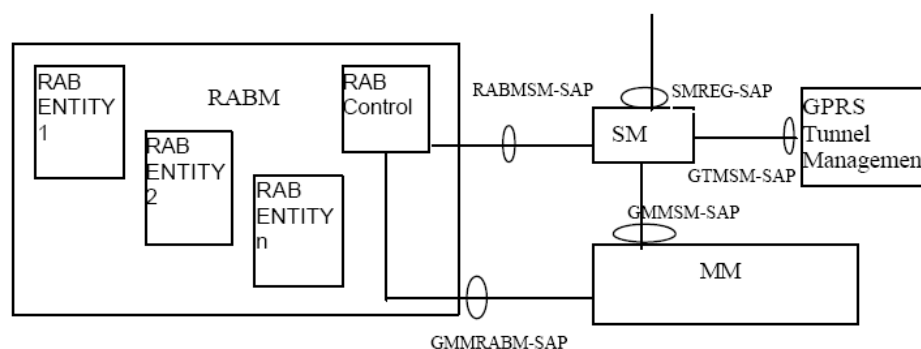 RAB
ENTITY
1
RABM
RAB
Control
RAB
ENTITY
2
RAB
ENTITY
n
RABMSM-SAP
SMREG-SAP
SM
GPRS
Tunnel
Management
GTMSM-SAP
GMMSM-SAP
MM
GMMRABM-SAP